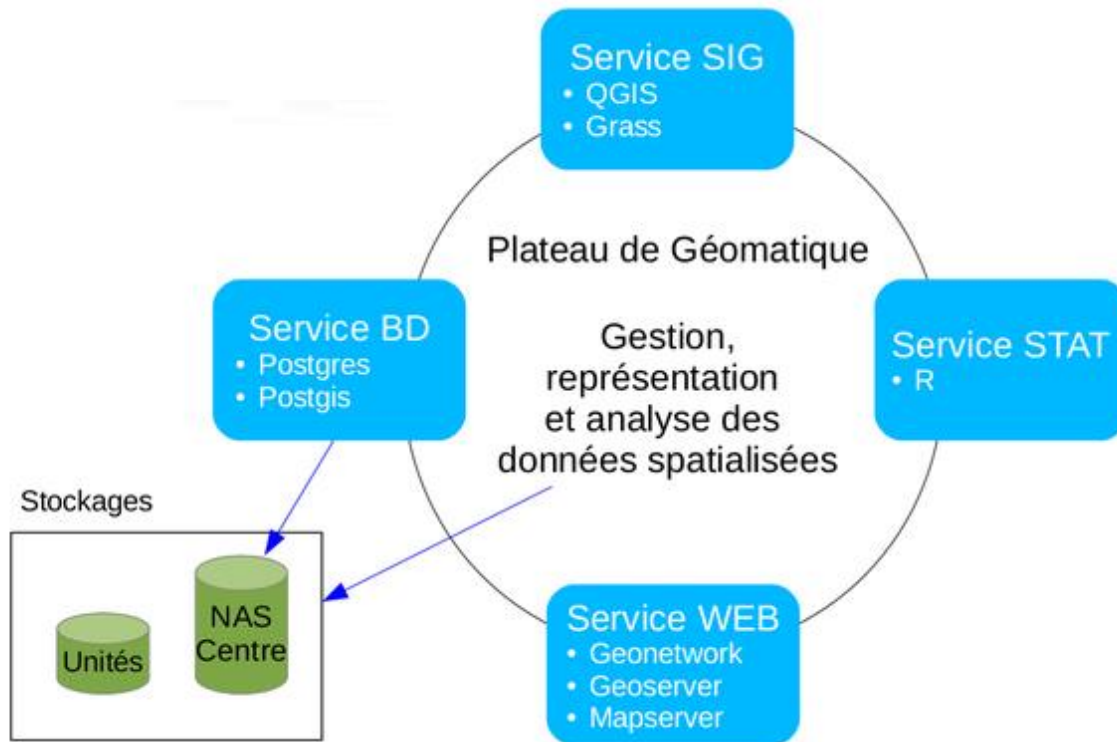 Service SIG
• QGIS
• Grass
Plateau de Géomatique
Service BD
• Postgres
• Postgis
Gestion,
représentation
et analyse des
données spatialisées
Service STAT
• R
Stockages
Unités
NAS
Centre
Service WEB
• Geonetwork
• Geoserver
• Mapserver